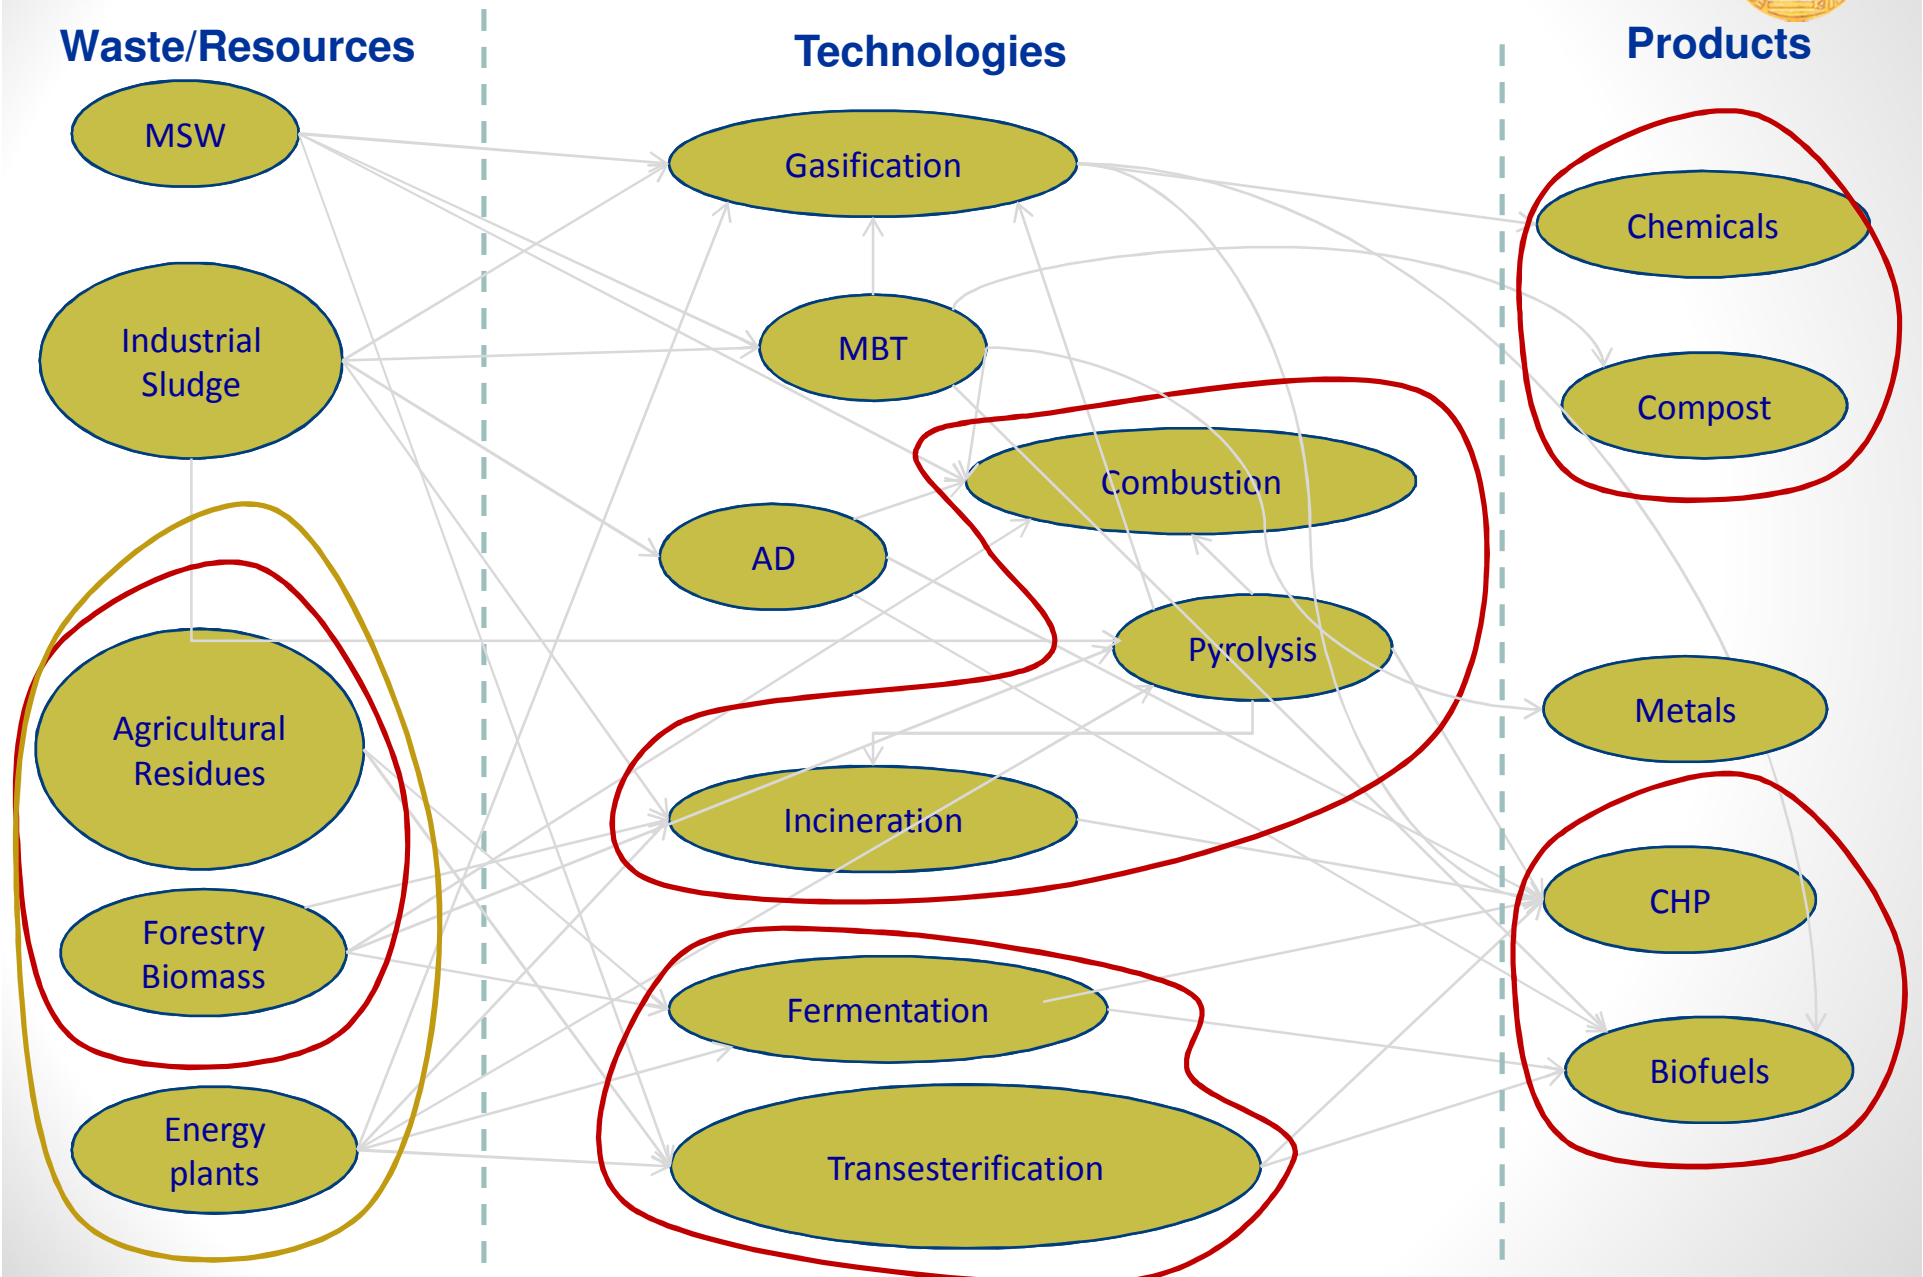 Waste/Resources
Technologies
Products
MSW
Industrial
Sludge
Agricultural
Residues
Forestry
Biomass
Energy
plants
Gasification
MBT
Combustion
AD
Pyrolysis
Incineration
Fermentation
Transesterification
Chemicals
Compost
Metals
CHP
Biofuels